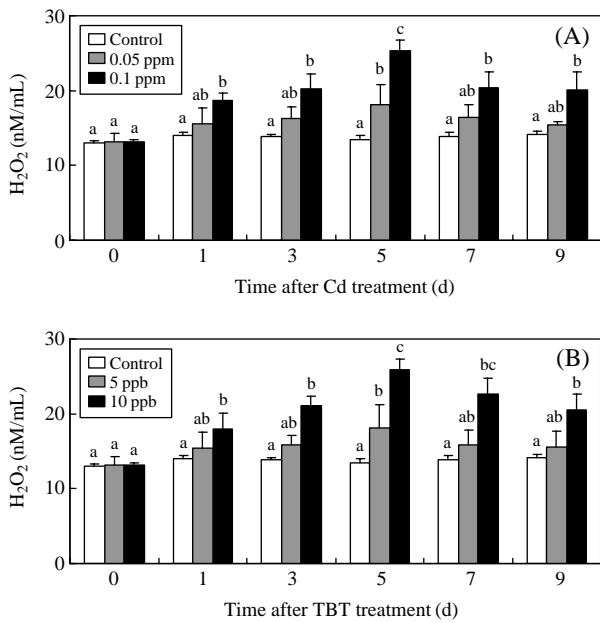 30
(A)
Control
0.05 ppm
0.1 ppm
20
10
0
H₂O₂ (nM/mL)
a a a
a ab b
a ab b
a b c
a ab b
a ab b
0 1 3 5 7 9
Time after Cd treatment (d)
30
(B)
Control
5 ppb
10 ppb
20
10
0
H₂O₂ (nM/mL)
a a a
a ab b
a ab b
a b c
a ab bc
a ab b
0 1 3 5 7 9
Time after TBT treatment (d)